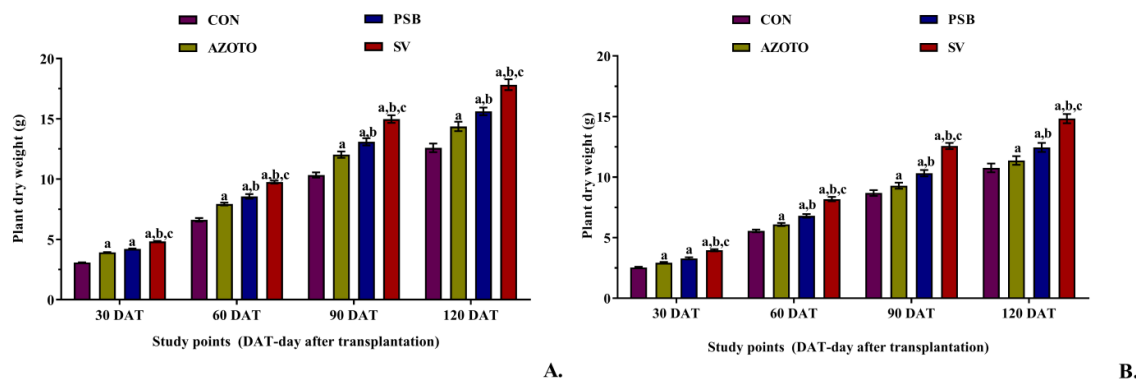 CON
PSB
AZOTO
SV
20
15
10
5
0
Plant dry weight (g)
a
a
a,b,c
a
a,b
a,b,c
a
a,b
a,b,c
a
a,b
a,b,c
30 DAT
60 DAT
90 DAT
120 DAT
Study points (DAT-day after transplantation)
A.
CON
PSB
AZOTO
SV
20
15
10
5
0
Plant dry weight (g)
a
a
a,b,c
a
a,b
a,b,c
a
a,b
a,b,c
a
a,b
a,b,c
30 DAT
60 DAT
90 DAT
120 DAT
Study points (DAT-day after transplantation)
B.